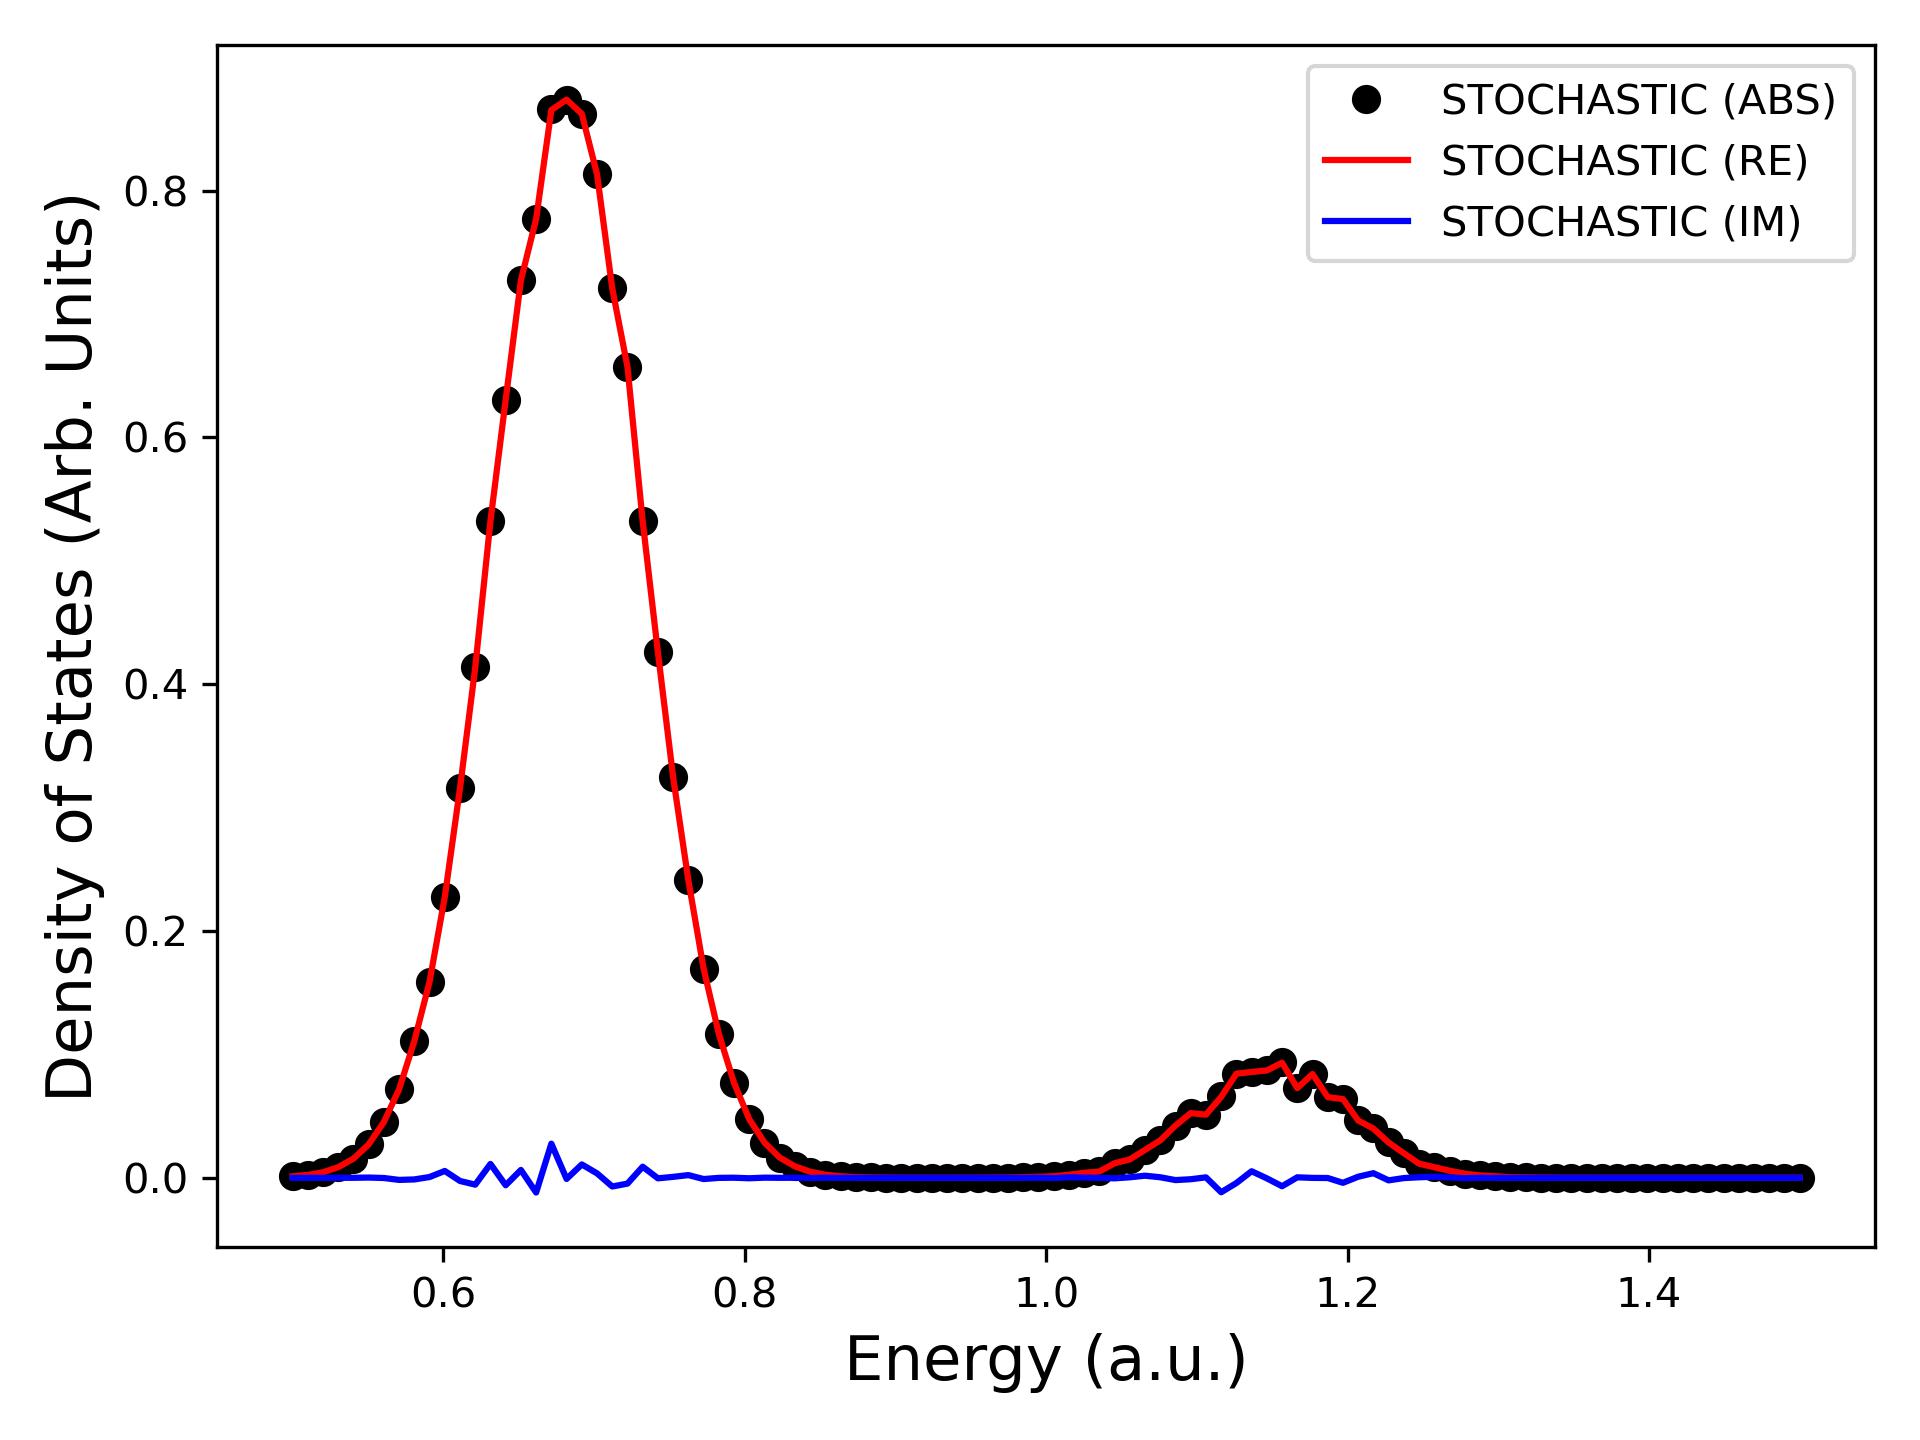 STOCHASTIC (ABS)
STOCHASTIC (RE)
STOCHASTIC (IM)
Density of States (Arb. Units)
0.8
0.6
0.4
0.2
0.0
0.6 0.8 1.0 1.2 1.4
Energy (a.u.)